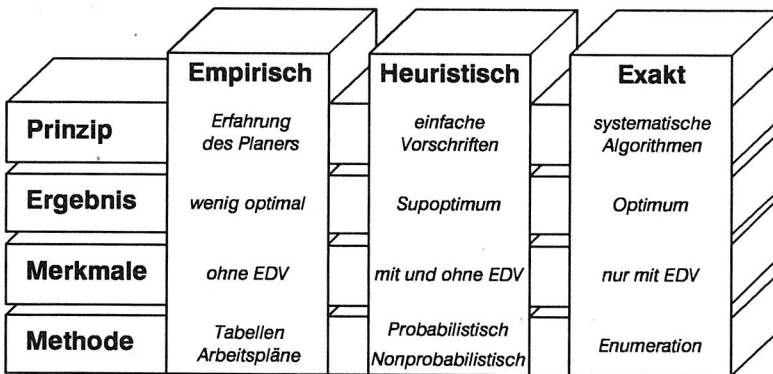 Empirisch Heuristisch Exakt
Prinzip
Erfahrung
des Planers
einfache
Vorschriften
systematische
Algorithmen
Ergebnis
wenig optimal
Supoptimum
Optimum
Merkmale
ohne EDV
mit und ohne EDV
nur mit EDV
Methode
Tabellen
Arbeitspläne
Probabilistisch
Nonprobabilistisch
Enumeration